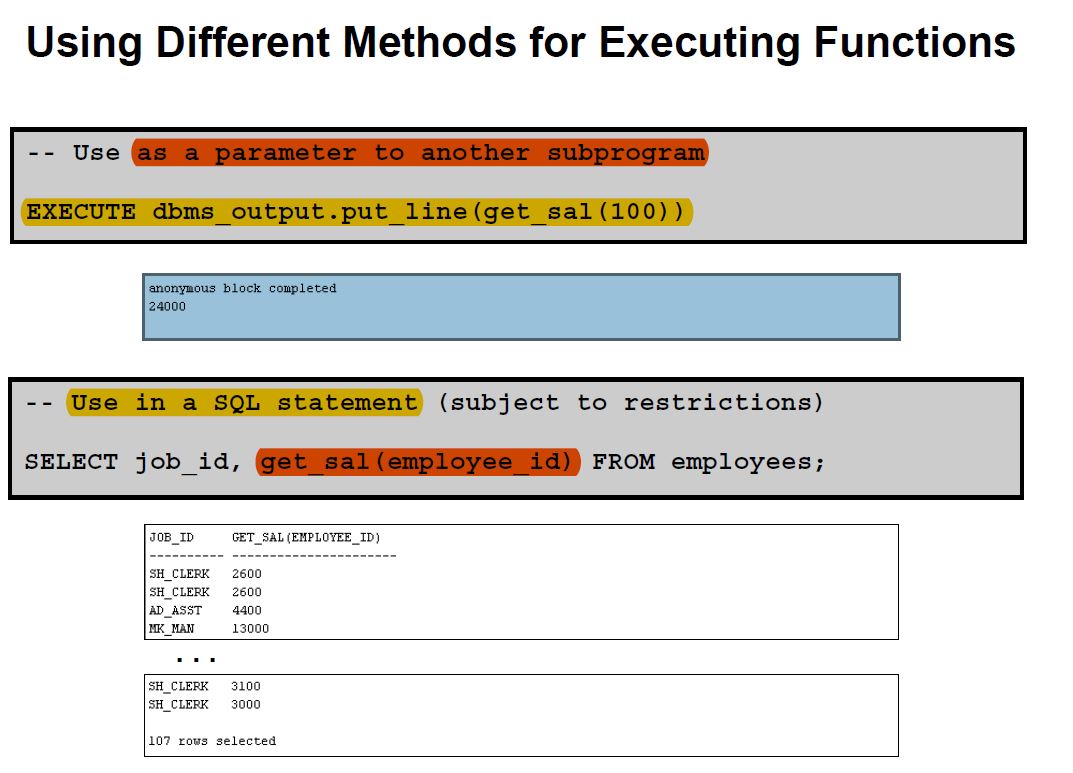 Using Different Methods for Executing Functions
-- Use as a parameter to another subprogram
EXECUTE dbms_output.put_line(get_sal(100))
anonymous block completed
24000
-- Use in a SQL statement (subject to restrictions)
SELECT job_id, get_sal(employee_id) FROM employees;
JOB_ID     GET_SAL(EMPLOYEE_ID)
---------- ----------------------
SH_CLERK   2600
SH_CLERK   2600
AD_ASST    4400
MK_MAN     13000
...
SH_CLERK   3100
SH_CLERK   3000
107 rows selected